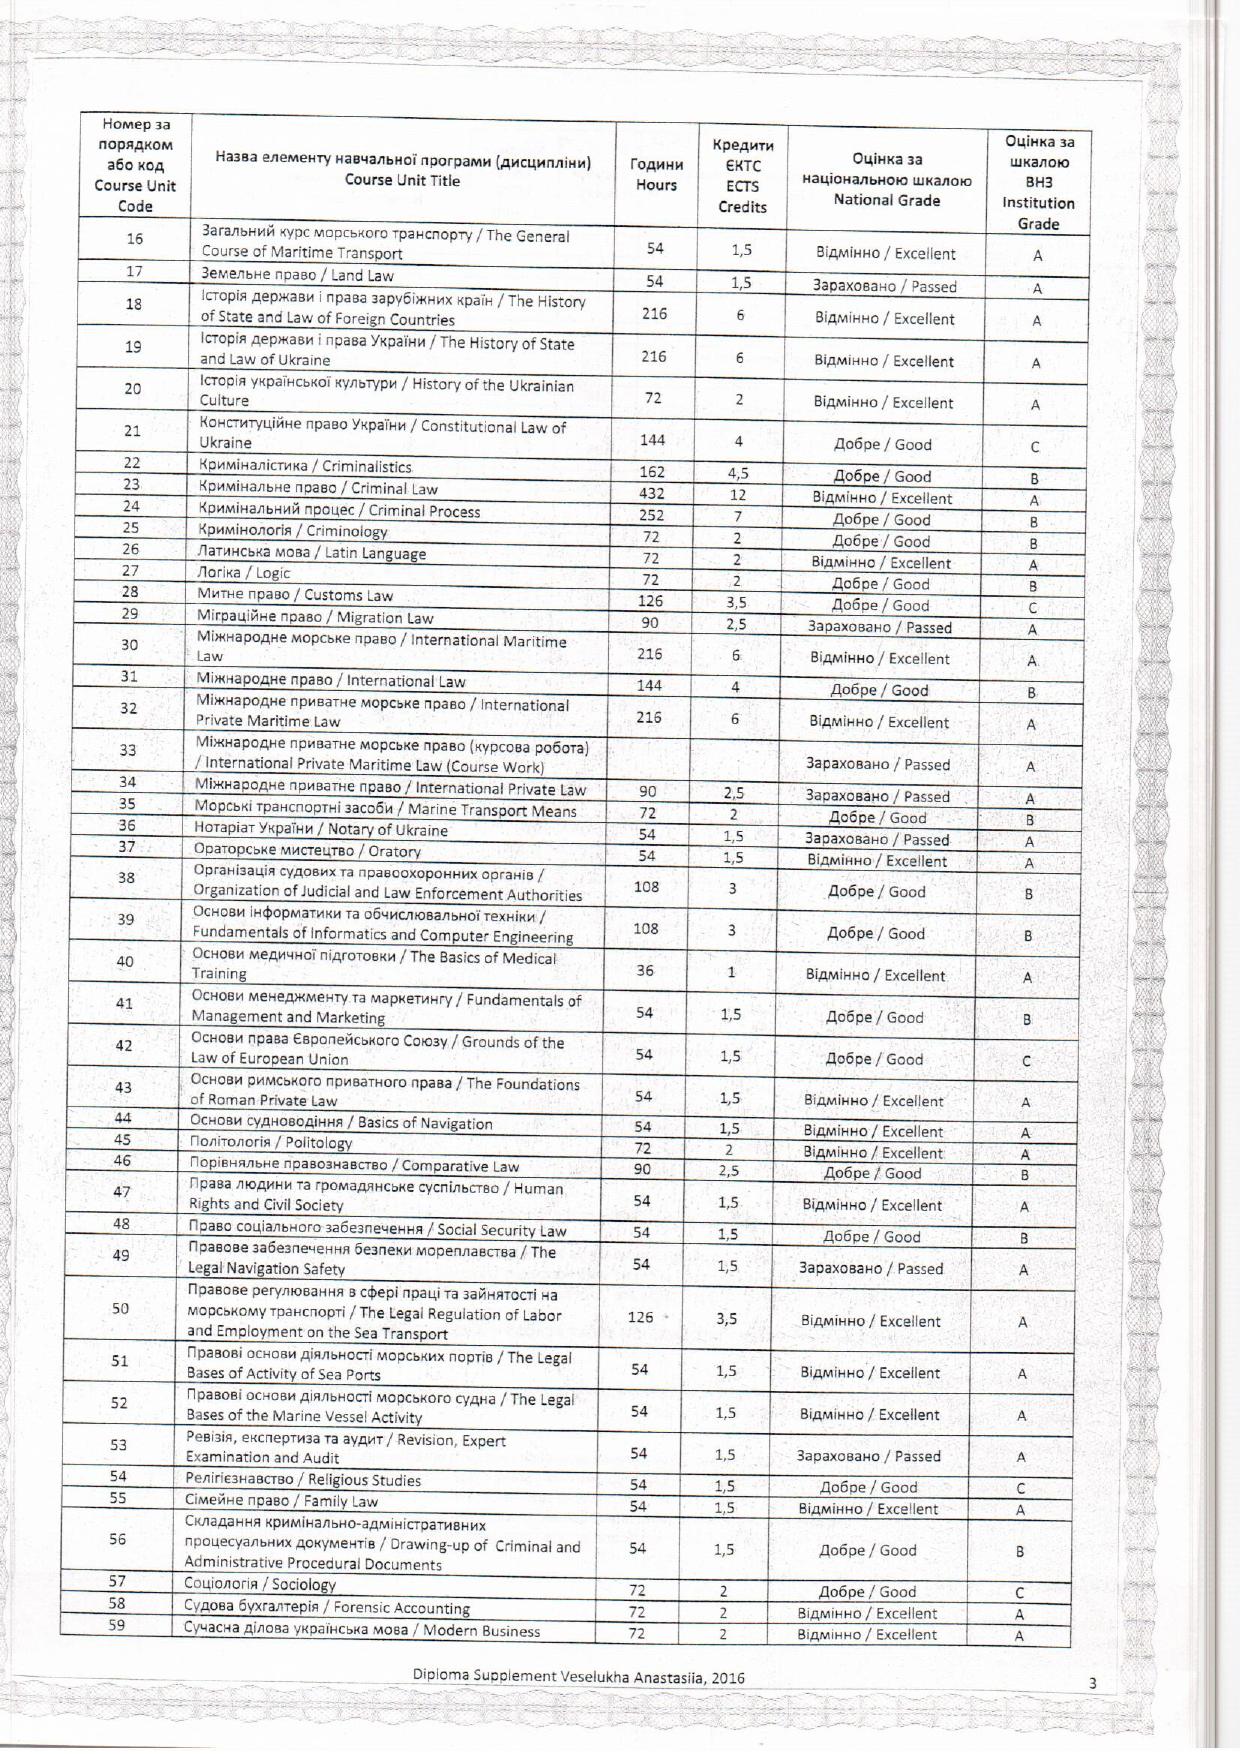 Номер за
порядком
або код
Course Unit
Code
Назва елементу навчальної програми (дисципліни)
Course Unit Title
Години
Hours
Кредити
ЄКТС
ECTS
Credits
Оцінка за
національною шкалою
National Grade
Оцінка за
шкалою
ВНЗ
Institution
Grade
16
Загальний курс морського транспорту / The General
Course of Maritime Transport
54
1,5
Відмінно / Excellent
A
17
Земельне право / Land Law
54
1,5
Зараховано / Passed
A
18
Історія держави і права зарубіжних країн / The History
of State and Law of Foreign Countries
216
6
Відмінно / Excellent
A
19
Історія держави і права України / The History of State
and Law of Ukraine
216
6
Відмінно / Excellent
A
20
Історія української культури / History of the Ukrainian
Culture
72
2
Відмінно / Excellent
A
21
Конституційне право України / Constitutional Law of
Ukraine
144
4
Добре / Good
C
22
Криміналістика / Criminalistics
162
4,5
Добре / Good
B
23
Кримінальне право / Criminal Law
432
12
Відмінно / Excellent
A
24
Кримінальний процес / Criminal Process
252
7
Добре / Good
B
25
Кримінологія / Criminology
72
2
Добре / Good
B
26
Латинська мова / Latin Language
72
2
Відмінно / Excellent
A
27
Логіка / Logic
72
2
Добре / Good
B
28
Митне право / Customs Law
126
3,5
Добре / Good
C
29
Міграційне право / Migration Law
90
2,5
Зараховано / Passed
A
30
Міжнародне морське право / International Maritime
Law
216
6
Відмінно / Excellent
A
31
Міжнародне право / International Law
144
4
Добре / Good
B
32
Міжнародне приватне морське право / International
Private Maritime Law
216
6
Відмінно / Excellent
A
33
Міжнародне приватне морське право (курсова робота)
/ International Private Maritime Law (Course Work)
Зараховано / Passed
A
34
Міжнародне приватне право / International Private Law
90
2,5
Зараховано / Passed
A
35
Морські транспортні засоби / Marine Transport Means
72
2
Добре / Good
B
36
Нотаріат України / Notary of Ukraine
54
1,5
Зараховано / Passed
A
37
Ораторське мистецтво / Oratory
54
1,5
Відмінно / Excellent
A
38
Організація судових та правоохоронних органів /
Organization of Judicial and Law Enforcement Authorities
108
3
Добре / Good
B
39
Основи інформатики та обчислювальної техніки /
Fundamentals of Informatics and Computer Engineering
108
3
Добре / Good
B
40
Основи медичної підготовки / The Basics of Medical
Training
36
1
Відмінно / Excellent
A
41
Основи менеджменту та маркетингу / Fundamentals of
Management and Marketing
54
1,5
Добре / Good
B
42
Основи права Європейського Союзу / Grounds of the
Law of European Union
54
1,5
Добре / Good
C
43
Основи римського приватного права / The Foundations
of Roman Private Law
54
1,5
Відмінно / Excellent
A
44
Основи судноводіння / Basics of Navigation
54
1,5
Відмінно / Excellent
A
45
Політологія / Politology
72
2
Відмінно / Excellent
A
46
Порівняльне правознавство / Comparative Law
90
2,5
Добре / Good
B
47
Права людини та громадянське суспільство / Human
Rights and Civil Society
54
1,5
Відмінно / Excellent
A
48
Право соціального забезпечення / Social Security Law
54
1,5
Добре / Good
B
49
Правове забезпечення безпеки мореплавства / The
Legal Navigation Safety
54
1,5
Зараховано / Passed
A
50
Правове регулювання в сфері праці та зайнятості на
морському транспорті / The Legal Regulation of Labor
and Employment on the Sea Transport
126
3,5
Відмінно / Excellent
A
51
Правові основи діяльності морських портів / The Legal
Bases of Activity of Sea Ports
54
1,5
Відмінно / Excellent
A
52
Правові основи діяльності морського судна / The Legal
Bases of the Marine Vessel Activity
54
1,5
Відмінно / Excellent
A
53
Ревізія, експертиза та аудит / Revision, Expert
Examination and Audit
54
1,5
Зараховано / Passed
A
54
Релігієзнавство / Religious Studies
54
1,5
Добре / Good
C
55
Сімейне право / Family Law
54
1,5
Відмінно / Excellent
A
56
Складання кримінально-адміністративних
процесуальних документів / Drawing-up of Criminal and
Administrative Procedural Documents
54
1,5
Добре / Good
B
57
Соціологія / Sociology
72
2
Добре / Good
C
58
Судова бухгалтерія / Forensic Accounting
72
2
Відмінно / Excellent
A
59
Сучасна ділова українська мова / Modern Business
72
2
Відмінно / Excellent
A
Diploma Supplement Veselukha Anastasiia, 2016
3